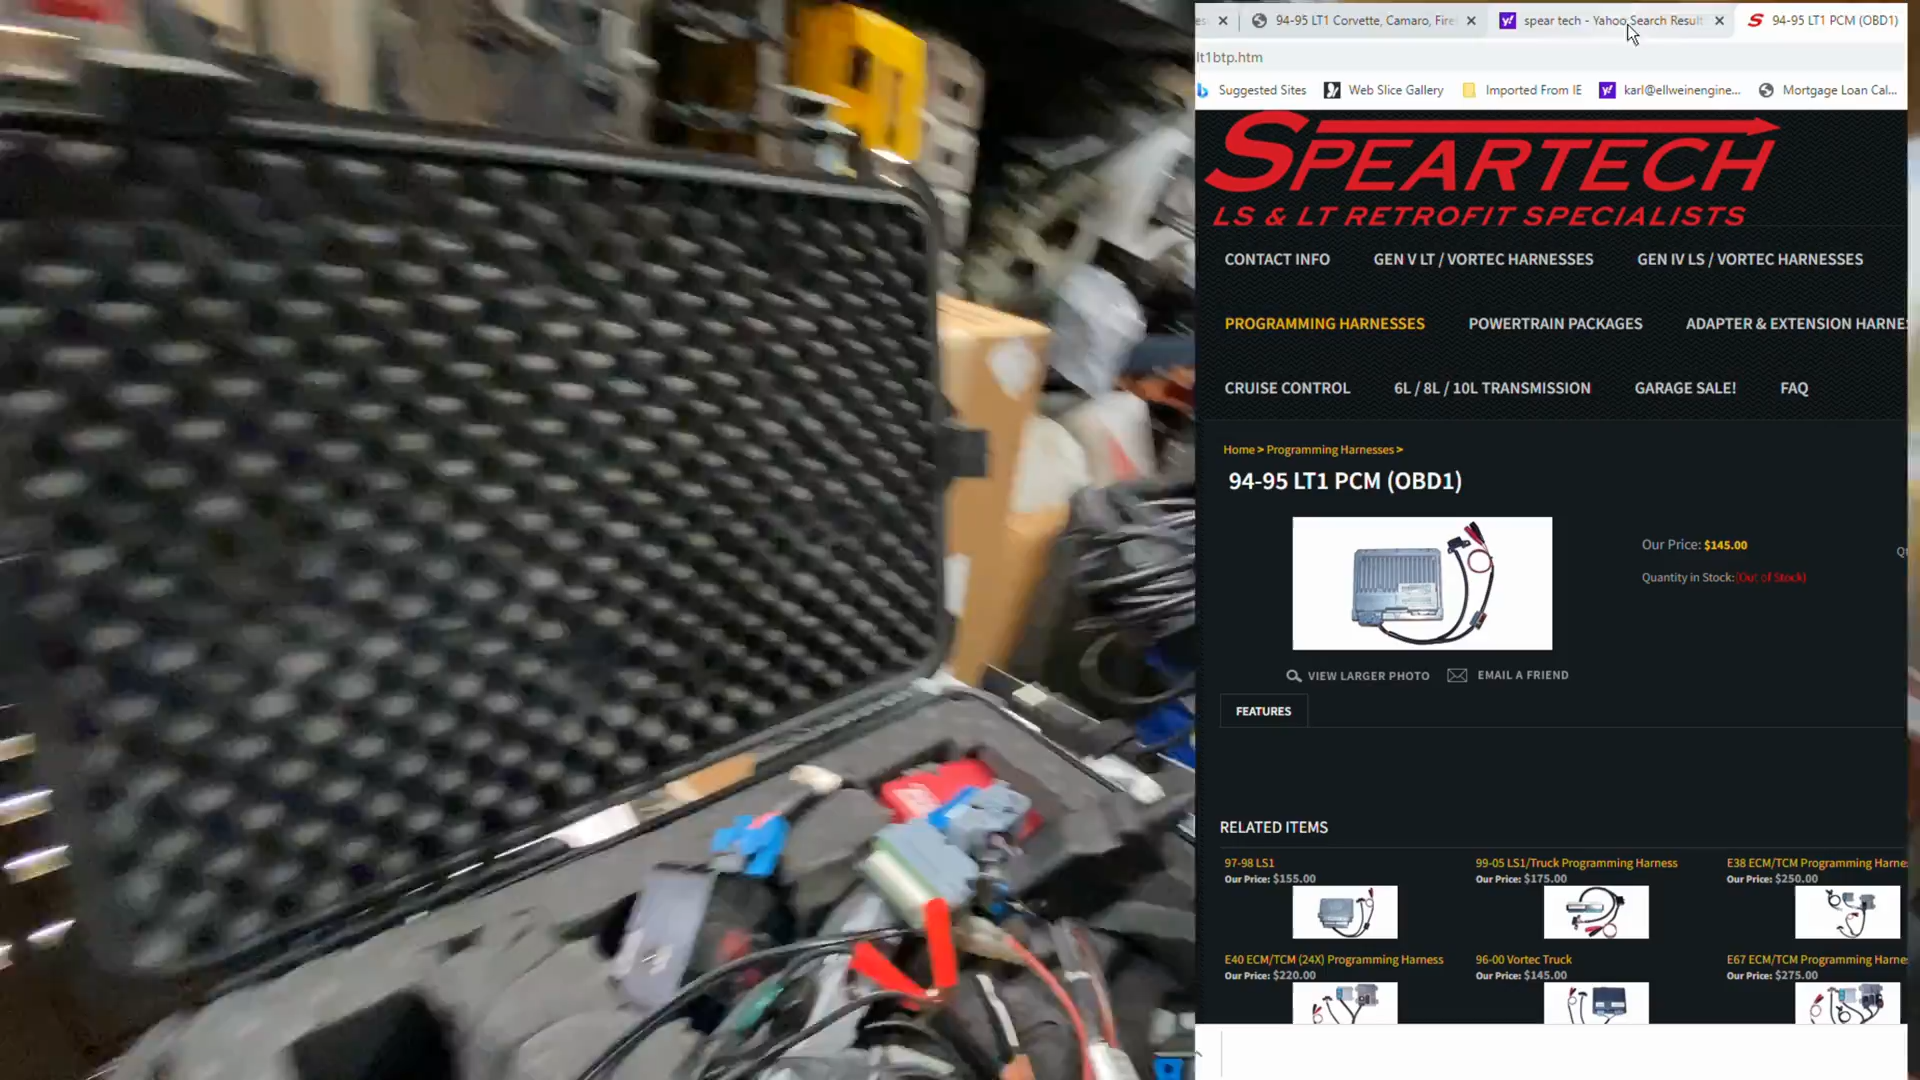 94-95 LT1 Corvette, Camaro, Fire
spear tech - Yahoo Search Result
94-95 LT1 PCM (OBD1)
lt1btp.htm
Suggested Sites
Web Slice Gallery
Imported From IE
karl@ellweinengine...
Mortgage Loan Cal...
SPEARTECH
LS & LT RETROFIT SPECIALISTS
CONTACT INFO
GEN V LT / VORTEC HARNESSES
GEN IV LS / VORTEC HARNESSES
PROGRAMMING HARNESSES
POWERTRAIN PACKAGES
ADAPTER & EXTENSION HARNE
CRUISE CONTROL
6L / 8L / 10L TRANSMISSION
GARAGE SALE!
FAQ
Home > Programming Harnesses >
94-95 LT1 PCM (OBD1)
Our Price: $145.00
Quantity in Stock:(Out of Stock)
VIEW LARGER PHOTO
EMAIL A FRIEND
FEATURES
RELATED ITEMS
97-98 LS1
Our Price: $155.00
99-05 LS1/Truck Programming Harness
Our Price: $175.00
E38 ECM/TCM Programming Harne
Our Price: $250.00
E40 ECM/TCM (24X) Programming Harness
Our Price: $220.00
96-00 Vortec Truck
Our Price: $145.00
E67 ECM/TCM Programming Harne
Our Price: $275.00